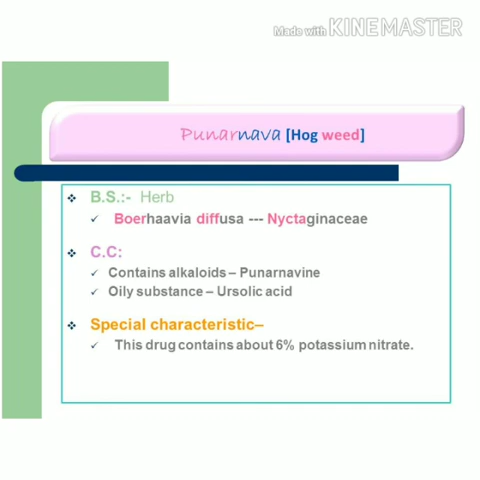 Made with KINEMASTER
Punarnava [Hog weed]
B.S.:- Herb
Boerhaavia diffusa --- Nyctaginaceae
C.C:
Contains alkaloids – Punarnavine
Oily substance – Ursolic acid
Special characteristic–
This drug contains about 6% potassium nitrate.